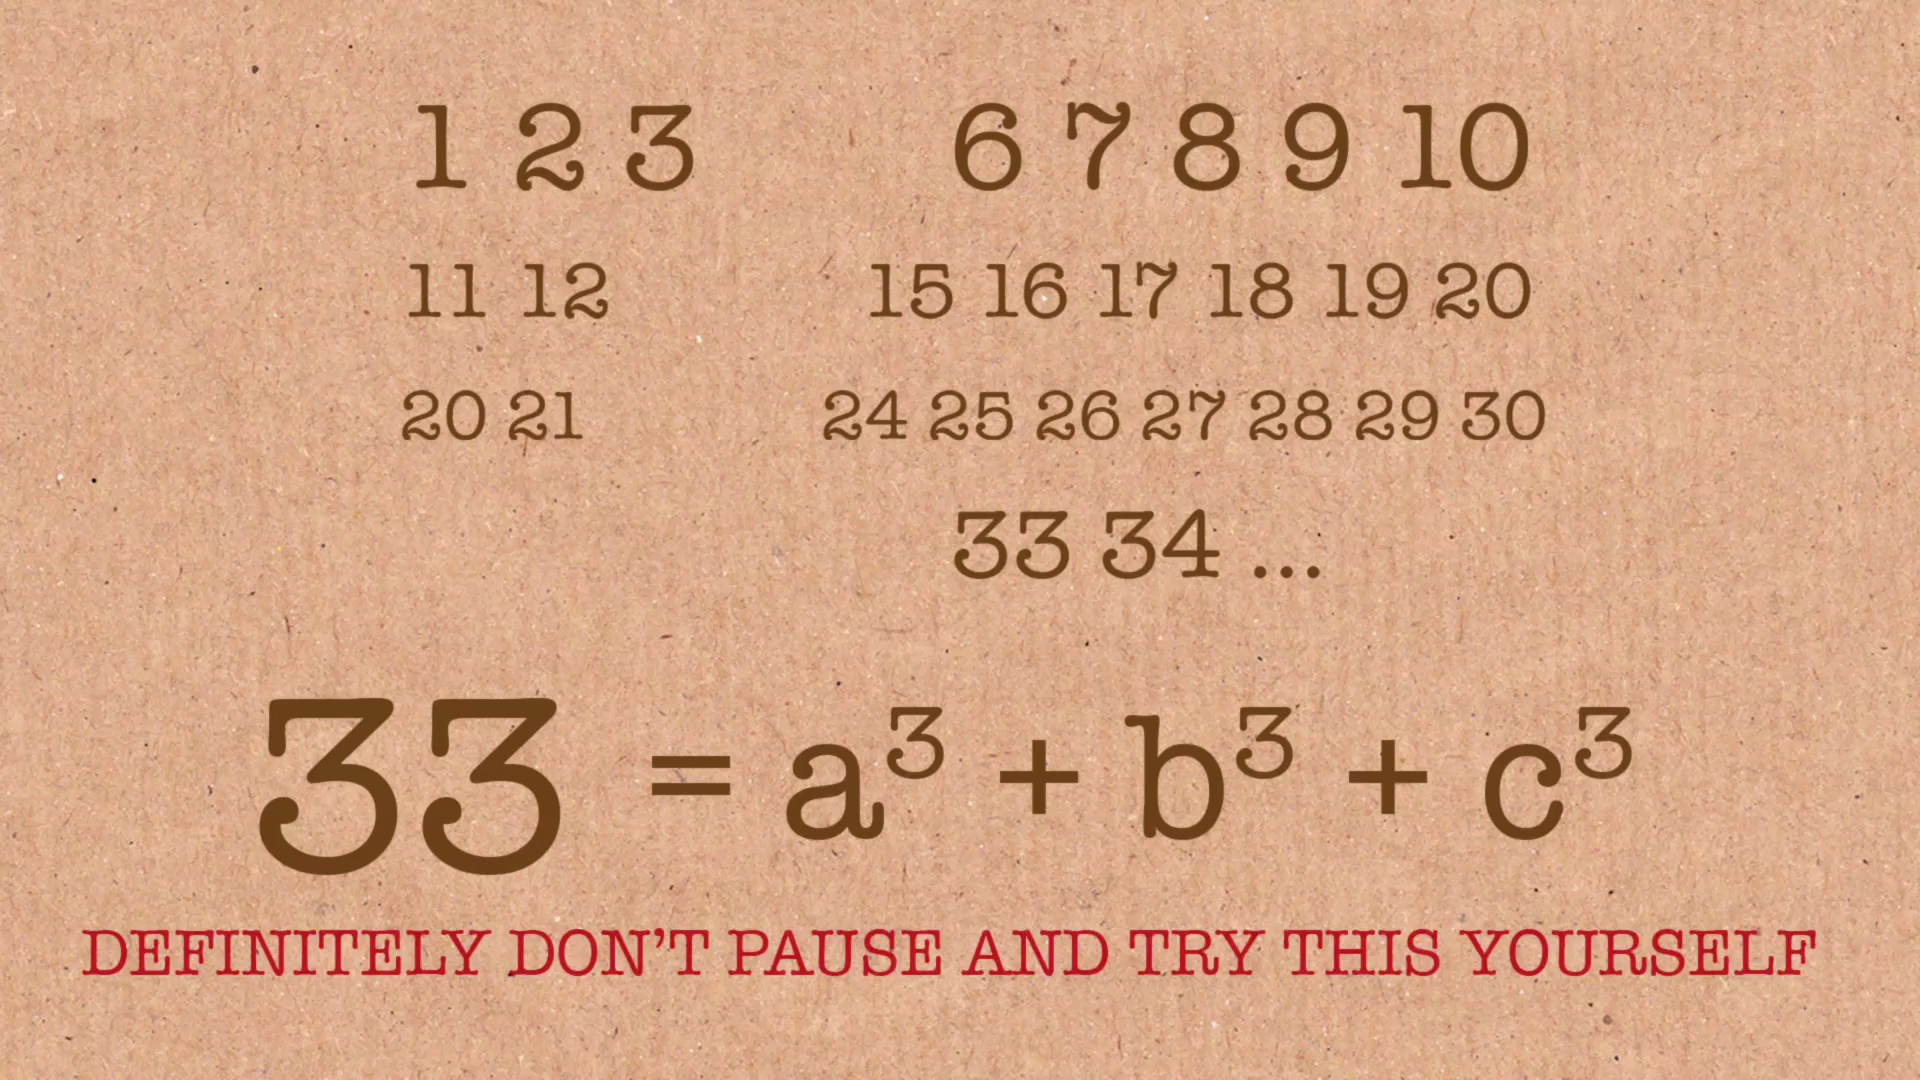 1 2 3 6 7 8 9 10
11 12 15 16 17 18 19 20
20 21 24 25 26 27 28 29 30
33 34 ...
33 = a³ + b³ + c³
DEFINITELY DON'T PAUSE AND TRY THIS YOURSELF